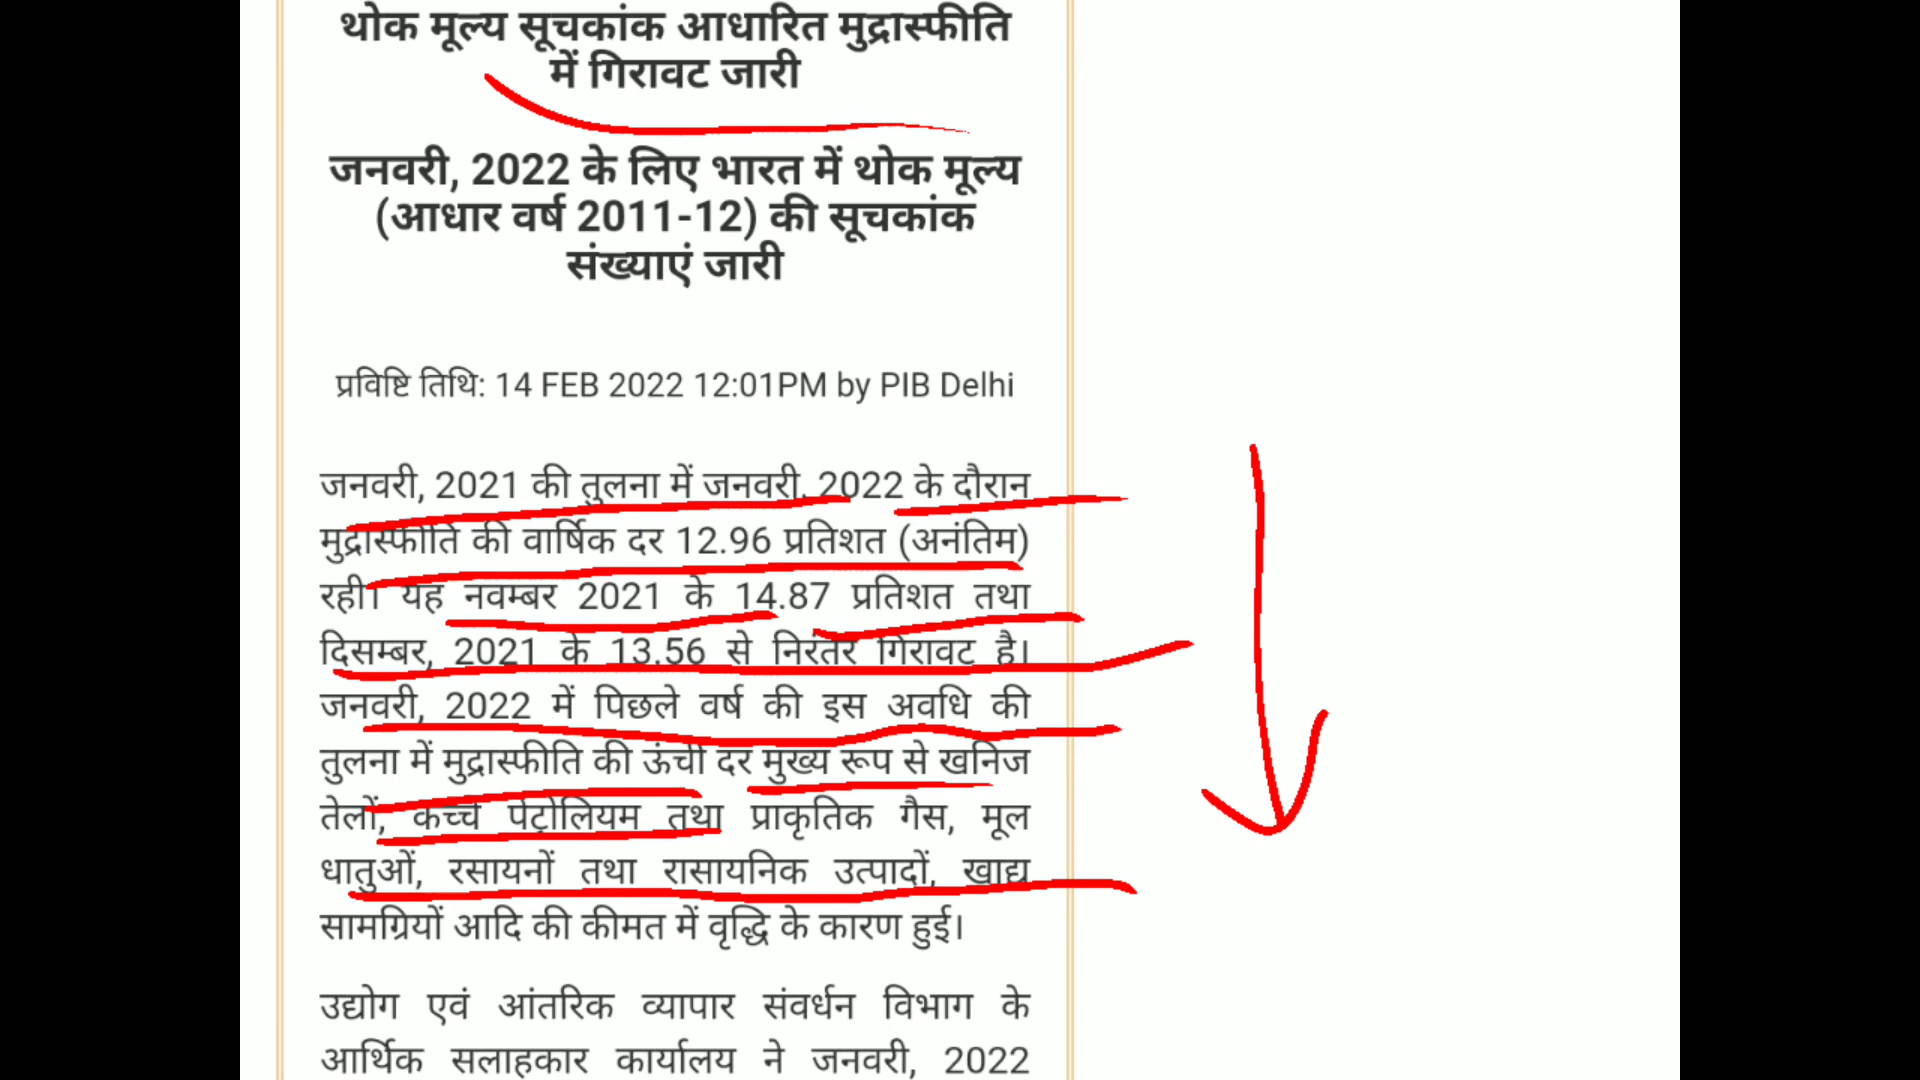 थोक मूल्य सूचकांक आधारित मुद्रास्फीति
में गिरावट जारी
जनवरी, 2022 के लिए भारत में थोक मूल्य
(आधार वर्ष 2011-12) की सूचकांक
संख्याएं जारी
प्रविष्टि तिथि: 14 FEB 2022 12:01PM by PIB Delhi
जनवरी, 2021 की तुलना में जनवरी, 2022 के दौरान
मुद्रास्फीति की वार्षिक दर 12.96 प्रतिशत (अनंतिम)
रही। यह नवम्बर 2021 के 14.87 प्रतिशत तथा
दिसम्बर, 2021 के 13.56 से निरंतर गिरावट है।
जनवरी, 2022 में पिछले वर्ष की इस अवधि की
तुलना में मुद्रास्फीति की ऊंची दर मुख्य रूप से खनिज
तेलों, कच्चे पेट्रोलियम तथा प्राकृतिक गैस, मूल
धातुओं, रसायनों तथा रासायनिक उत्पादों, खाद्य
सामग्रियों आदि की कीमत में वृद्धि के कारण हुई।
उद्योग एवं आंतरिक व्यापार संवर्धन विभाग के
आर्थिक सलाहकार कार्यालय ने जनवरी, 2022